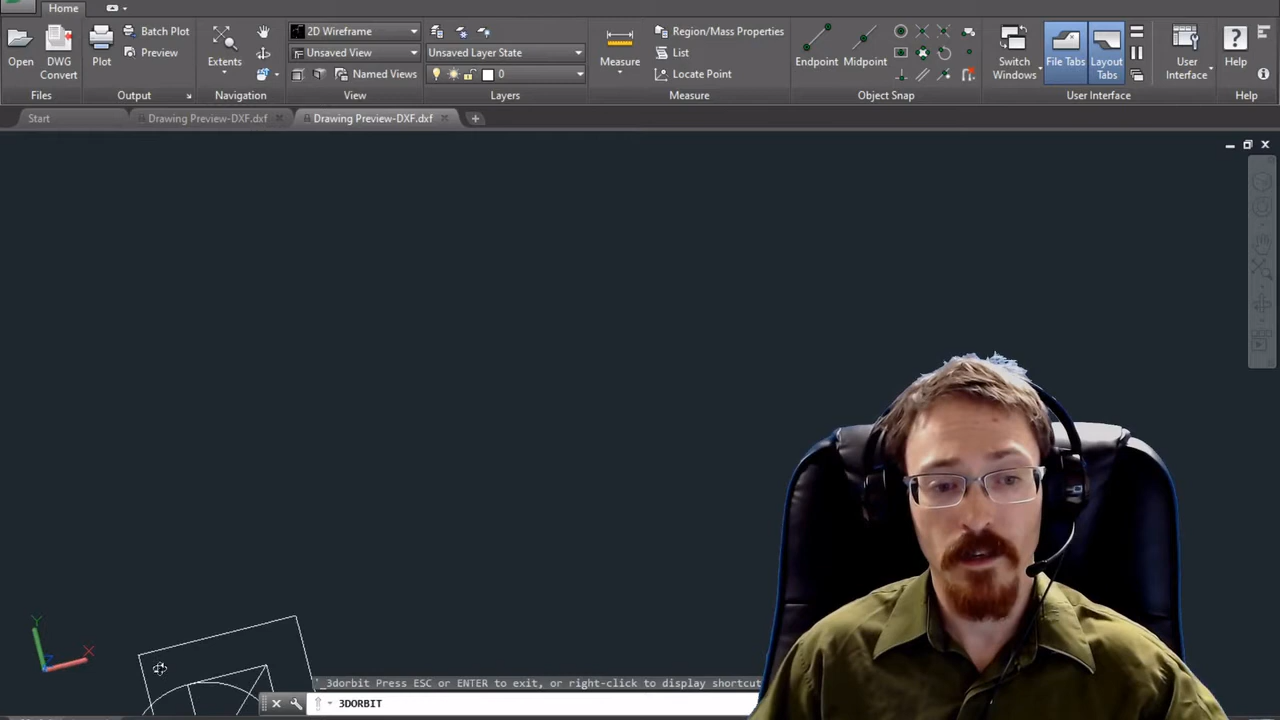 Home
Open
DWG
Convert
Files
Plot
Batch Plot
Preview
Output
Extents
Navigation
2D Wireframe
Unsaved View
Named Views
View
Unsaved Layer State
0
Layers
Measure
Region/Mass Properties
List
Locate Point
Measure
Endpoint
Midpoint
Object Snap
Switch
Windows
File Tabs
Layout
Tabs
User
Interface
User Interface
Help
Help
Start
Drawing Preview-DXF.dxf
Drawing Preview-DXF.dxf
Y
X
'_3dorbit Press ESC or ENTER to exit, or right-click to display shortcut
3DORBIT